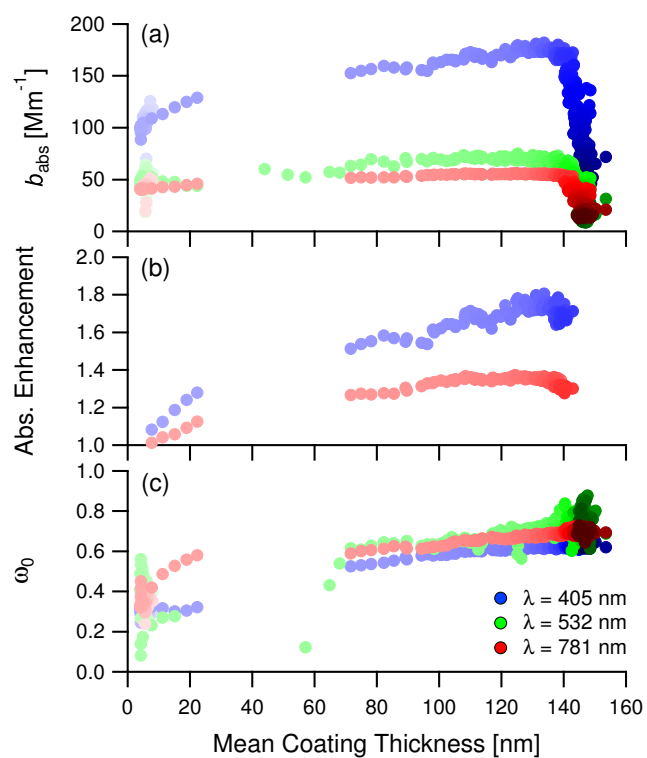 (a)
200
150
100
50
0
b_abs [Mm⁻¹]
(b)
2.0
1.8
1.6
1.4
1.2
1.0
Abs. Enhancement
(c)
1.0
0.8
0.6
0.4
0.2
0.0
ω₀
λ = 405 nm
λ = 532 nm
λ = 781 nm
0 20 40 60 80 100 120 140 160
Mean Coating Thickness [nm]